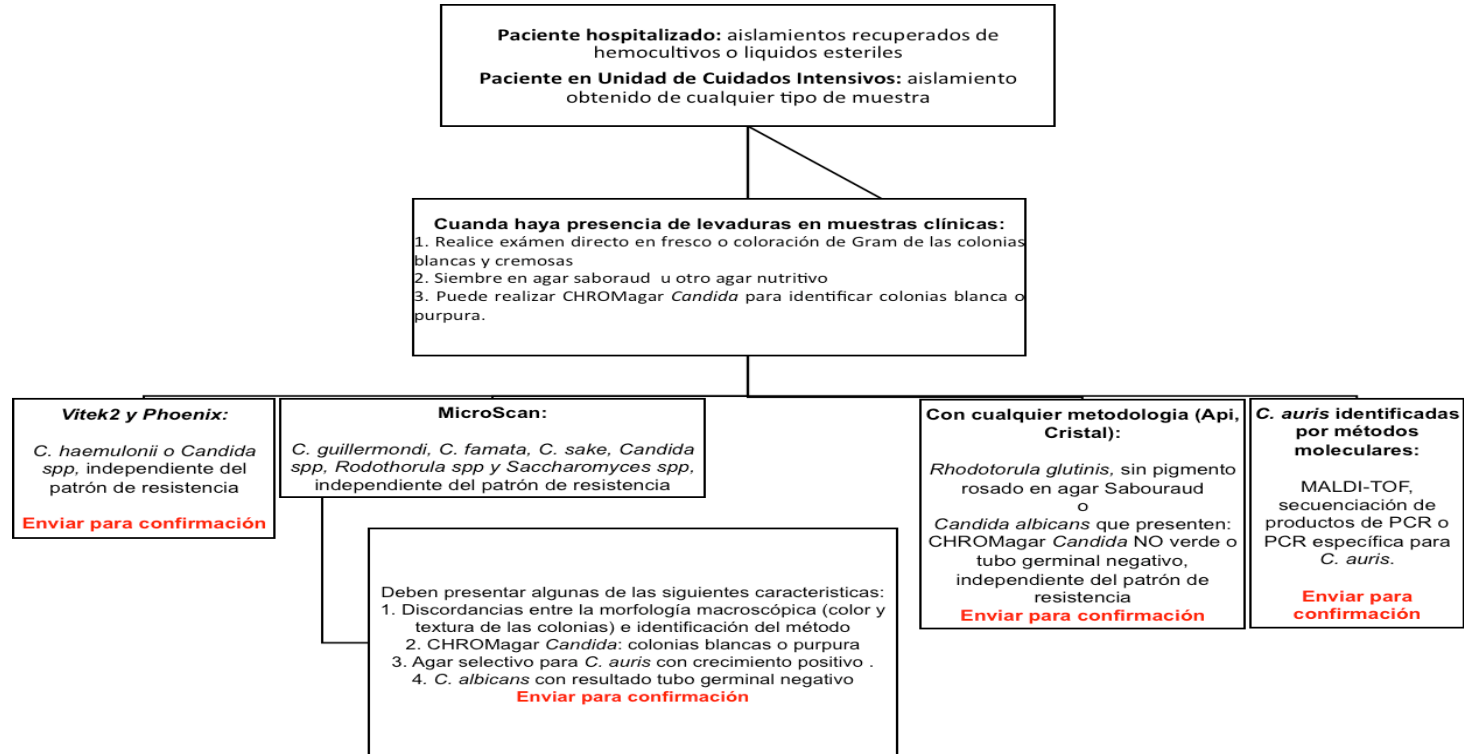 Paciente hospitalizado: aislamientos recuperados de
hemocultivos o liquidos esteriles
Paciente en Unidad de Cuidados Intensivos: aislamiento
obtenido de cualquier tipo de muestra
Cuanda haya presencia de levaduras en muestras clínicas:
1. Realice exámen directo en fresco o coloración de Gram de las colonias
blancas y cremosas
2. Siembre en agar saboraud u otro agar nutritivo
3. Puede realizar CHROMagar Candida para identificar colonias blanca o
purpura.
Vitek2 y Phoenix:
C. haemulonii o Candida
spp, independiente del
patrón de resistencia
Enviar para confirmación
MicroScan:
C. guillermondi, C. famata, C. sake, Candida
spp, Rodothorula spp y Saccharomyces spp,
independiente del patrón de resistencia
Deben presentar algunas de las siguientes caracteristicas:
1. Discordancias entre la morfología macroscópica (color y
textura de las colonias) e identificación del método
2. CHROMagar Candida: colonias blancas o purpura
3. Agar selectivo para C. auris con crecimiento positivo .
4. C. albicans con resultado tubo germinal negativo
Enviar para confirmación
Con cualquier metodologia (Api,
Cristal):
Rhodotorula glutinis, sin pigmento
rosado en agar Sabouraud
o
Candida albicans que presenten:
CHROMagar Candida NO verde o
tubo germinal negativo,
independiente del patrón de
resistencia
Enviar para confirmación
C. auris identificadas
por métodos
moleculares:
MALDI-TOF,
secuenciación de
productos de PCR o
PCR específica para
C. auris.
Enviar para
confirmación